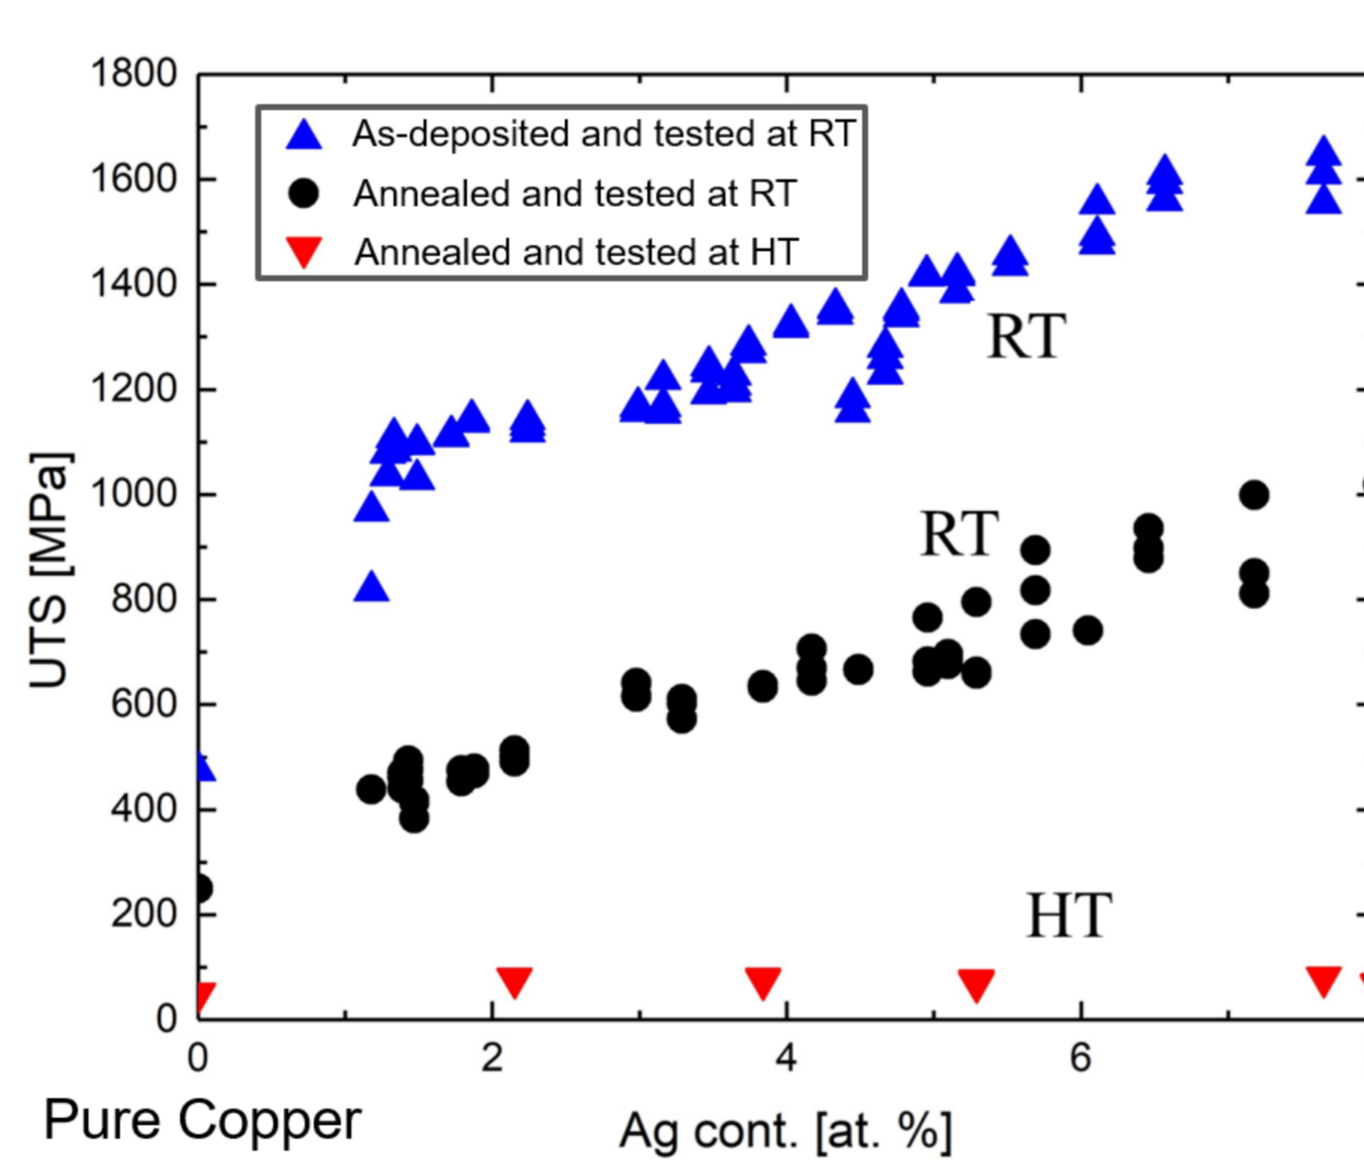 1800
As-deposited and tested at RT
1600
Annealed and tested at RT
Annealed and tested at HT
1400
RT
1200
UTS [MPa]
1000
RT
800
600
400
200
HT
0
0 2 4 6
Pure Copper
Ag cont. [at. %]